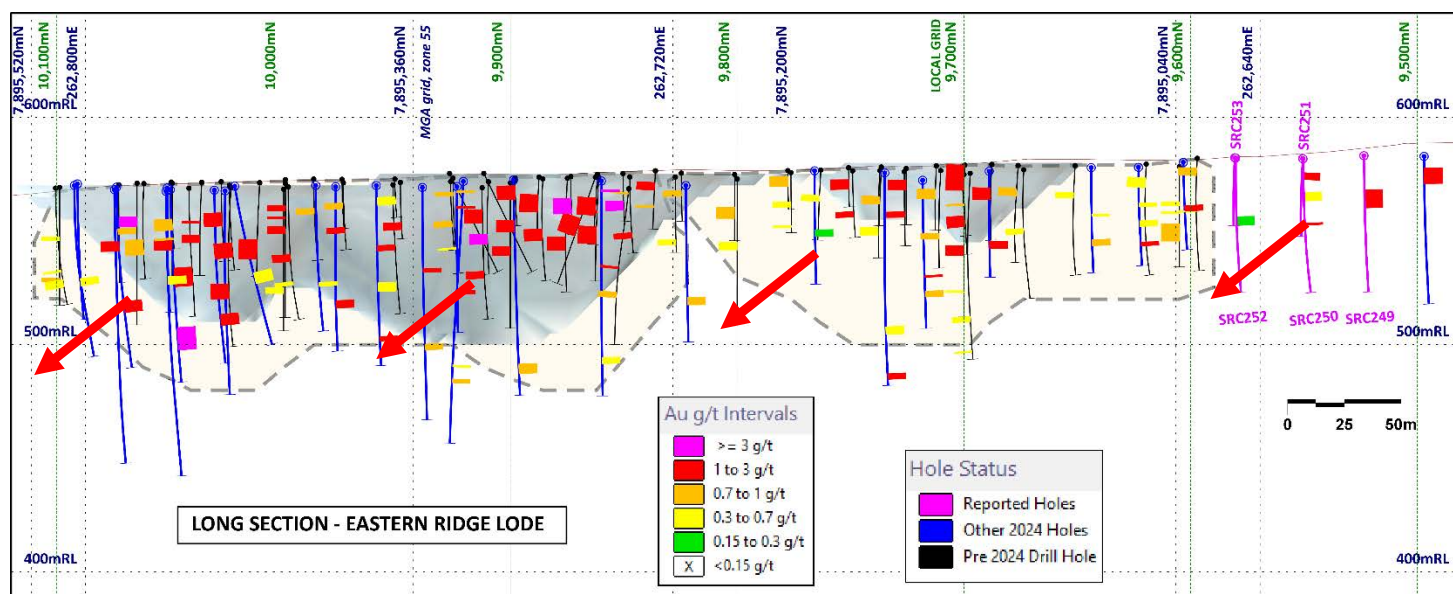 7,895,520mN
10,100mN
262,800mE
10,000mN
7,895,360mN
MGA grid, zone 55
9,900mN
262,720mE
9,800mN
7,895,200mN
LOCAL GRID
9,700mN
7,895,040mN
9,600mN
262,640mE
9,500mN
600mRL
600mRL
SRC253
SRC251
500mRL
500mRL
SRC252
SRC250
SRC249
0 25 50m
Au g/t Intervals
>= 3 g/t
1 to 3 g/t
0.7 to 1 g/t
0.3 to 0.7 g/t
0.15 to 0.3 g/t
X <0.15 g/t
Hole Status
Reported Holes
Other 2024 Holes
Pre 2024 Drill Hole
LONG SECTION - EASTERN RIDGE LODE
400mRL
400mRL